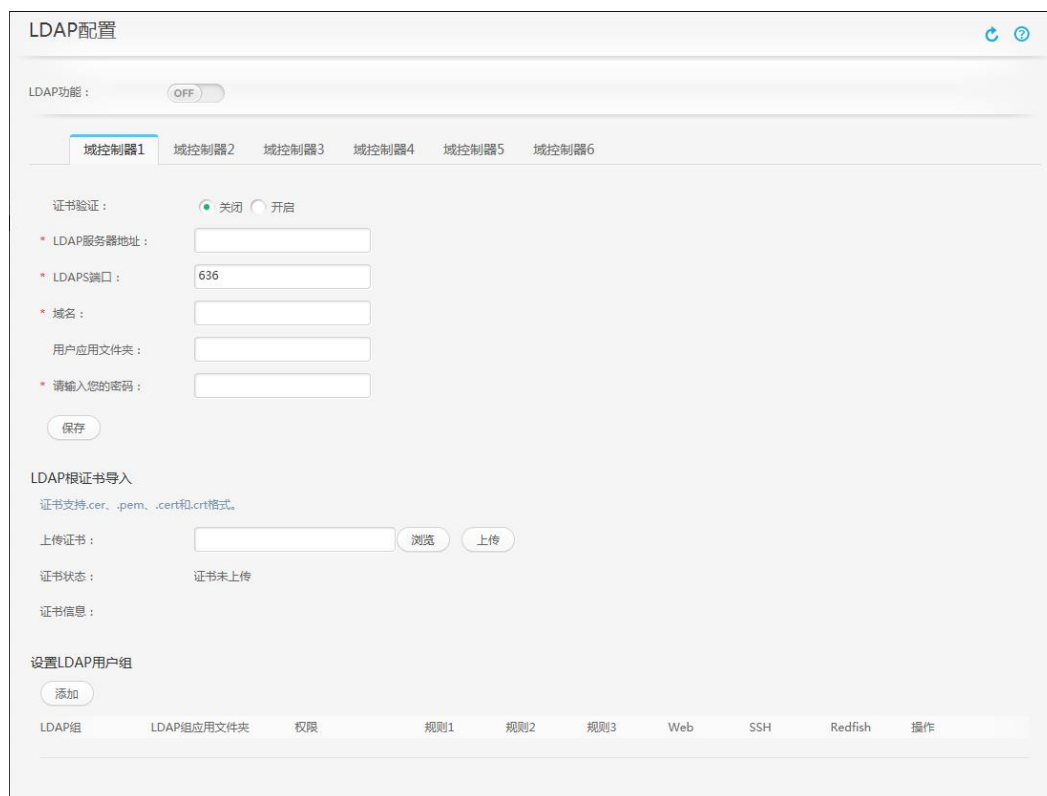 LDAP配置
LDAP功能： OFF
域控制器1 域控制器2 域控制器3 域控制器4 域控制器5 域控制器6
证书验证： 关闭 开启
* LDAP服务器地址：
* LDAPS端口： 636
* 域名：
用户应用文件夹：
* 请输入您的密码：
保存
LDAP根证书导入
证书支持.cer、.pem、.cert和.crt格式。
上传证书： 浏览 上传
证书状态： 证书未上传
证书信息：
设置LDAP用户组
添加
LDAP组 LDAP组应用文件夹 权限 规则1 规则2 规则3 Web SSH Redfish 操作